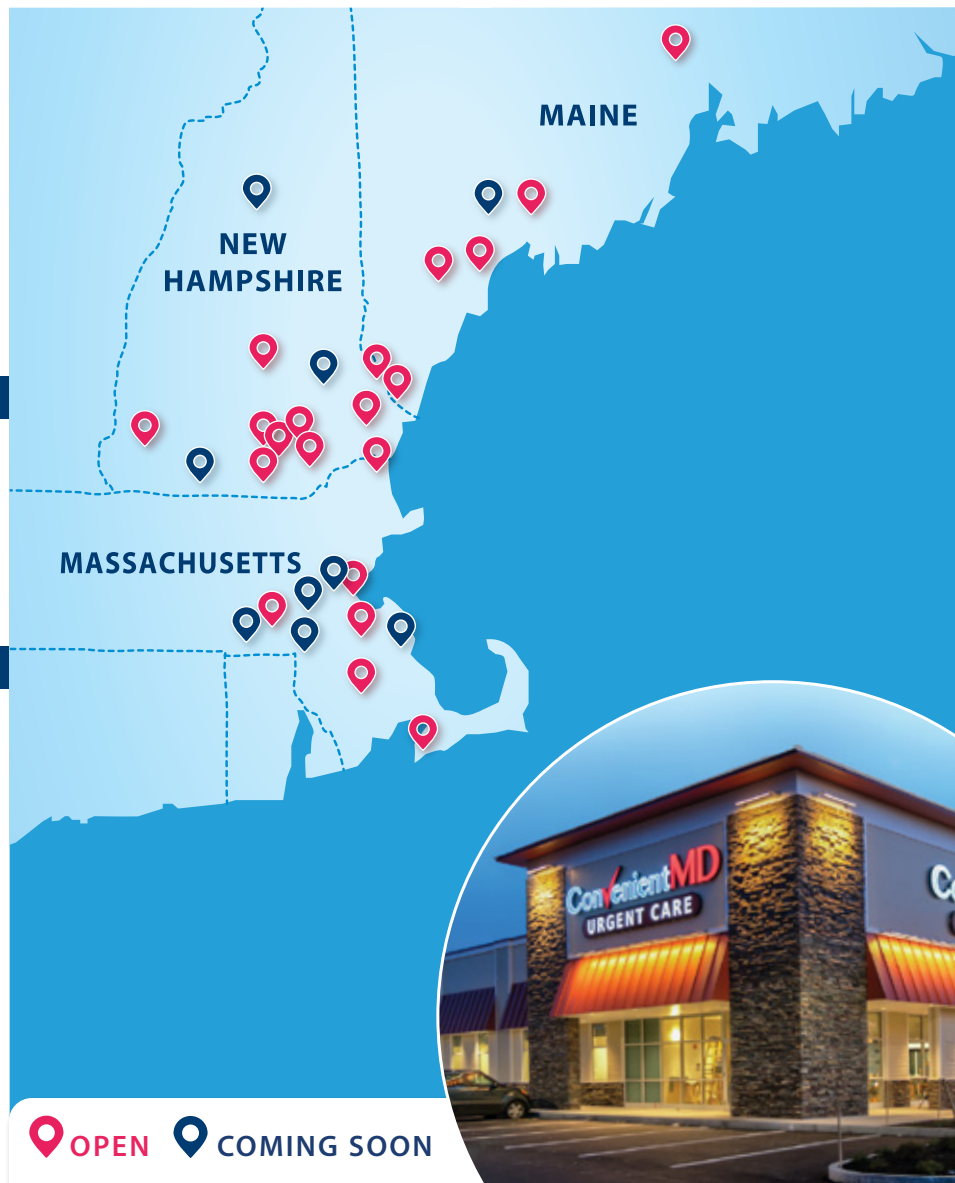 MAINE
NEW
HAMPSHIRE
MASSACHUSETTS
ConvenientMD
URGENT CARE
OPEN
COMING SOON